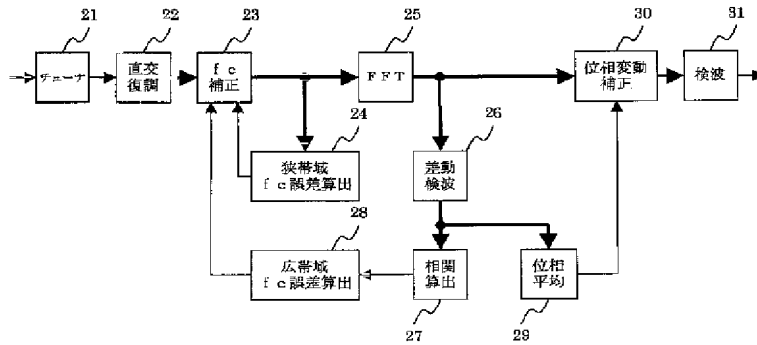 21
22
23
25
30
31
チューナ
直交
復調
ｆｃ
補正
ＦＦＴ
位相変動
補正
検波
24
26
狭帯域
ｆｃ誤差算出
差動
検波
28
広帯域
ｆｃ誤差算出
相関
算出
位相
平均
27
29